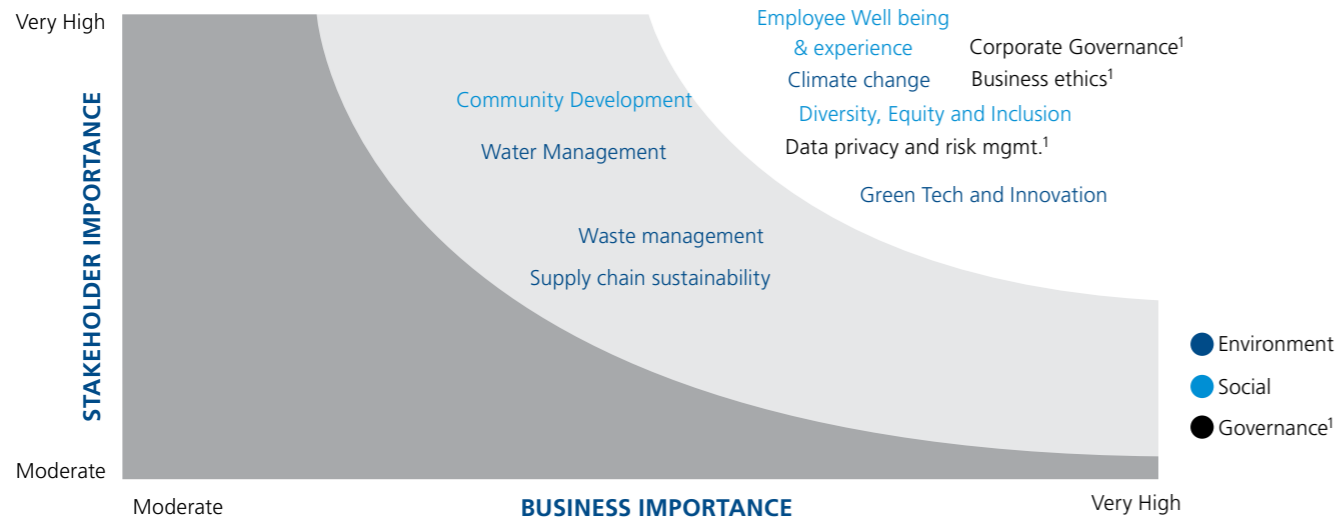 Very High
Employee Well being
& experience
Corporate Governance¹
Climate change
Business ethics¹
Community Development
Diversity, Equity and Inclusion
Water Management
Data privacy and risk mgmt.¹
Green Tech and Innovation
Waste management
Supply chain sustainability
STAKEHOLDER IMPORTANCE
Environment
Social
Governance¹
Moderate
Moderate
BUSINESS IMPORTANCE
Very High